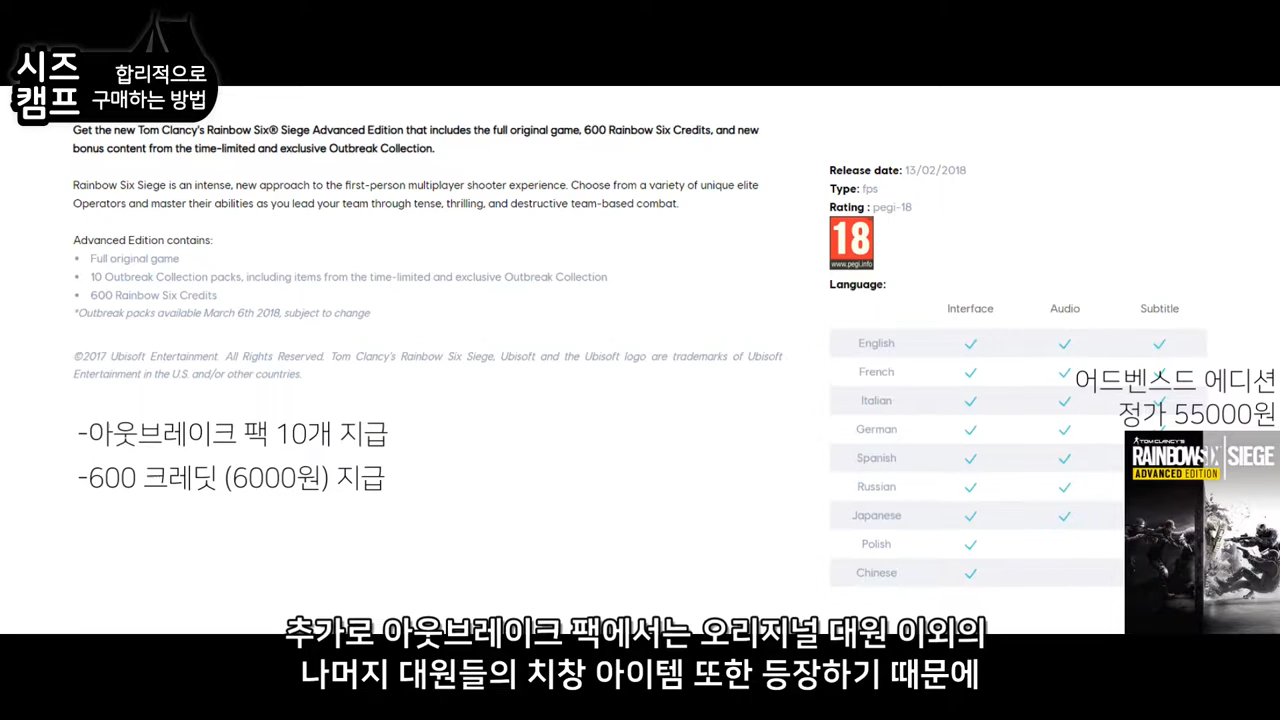 시즈
캠프
합리적으로
구매하는 방법
Get the new Tom Clancy's Rainbow Six® Siege Advanced Edition that includes the full original game, 600 Rainbow Six Credits, and new
bonus content from the time-limited and exclusive Outbreak Collection.
Rainbow Six Siege is an intense, new approach to the first-person multiplayer shooter experience. Choose from a variety of unique elite
Operators and master their abilities as you lead your team through tense, thrilling, and destructive team-based combat.
Advanced Edition contains:
• Full original game
• 10 Outbreak Collection packs, including items from the time-limited and exclusive Outbreak Collection
• 600 Rainbow Six Credits
*Outbreak packs available March 6th 2018, subject to change
©2017 Ubisoft Entertainment. All Rights Reserved. Tom Clancy's Rainbow Six Siege, Ubisoft and the Ubisoft logo are trademarks of Ubisoft
Entertainment in the U.S. and/or other countries.
-아웃브레이크 팩 10개 지급
-600 크레딧 (6000원) 지급
Release date: 13/02/2018
Type: fps
Rating : pegi-18
18
www.pegi.info
Language:
Interface Audio Subtitle
English
French
Italian
German
Spanish
Russian
Japanese
Polish
Chinese
어드벤스드 에디션
정가 55000원
TOM CLANCY'S
RAINBOWSIX SIEGE
ADVANCED EDITION
추가로 아웃브레이크 팩에서는 오리지널 대원 이외의
나머지 대원들의 치창 아이템 또한 등장하기 때문에